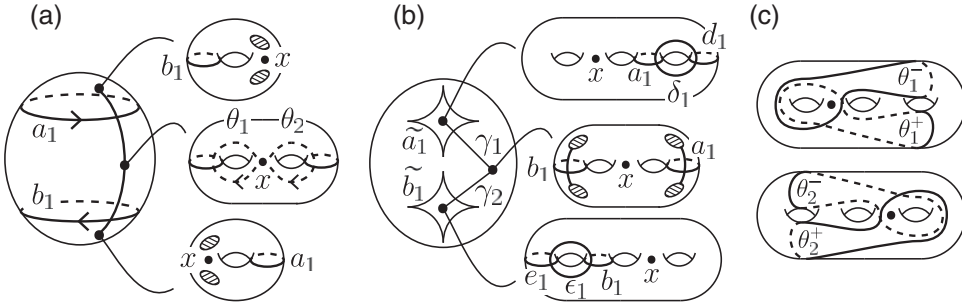 (a)
b₁
x
a₁
θ₁
θ₂
x
b₁
x
a₁
(b)
d₁
x
a₁
δ₁
ã₁
γ₁
b₁
a₁
x
b̃₁
γ₂
e₁
ϵ₁
b₁
x
(c)
θ₁⁻
θ₁⁺
θ₂⁻
θ₂⁺